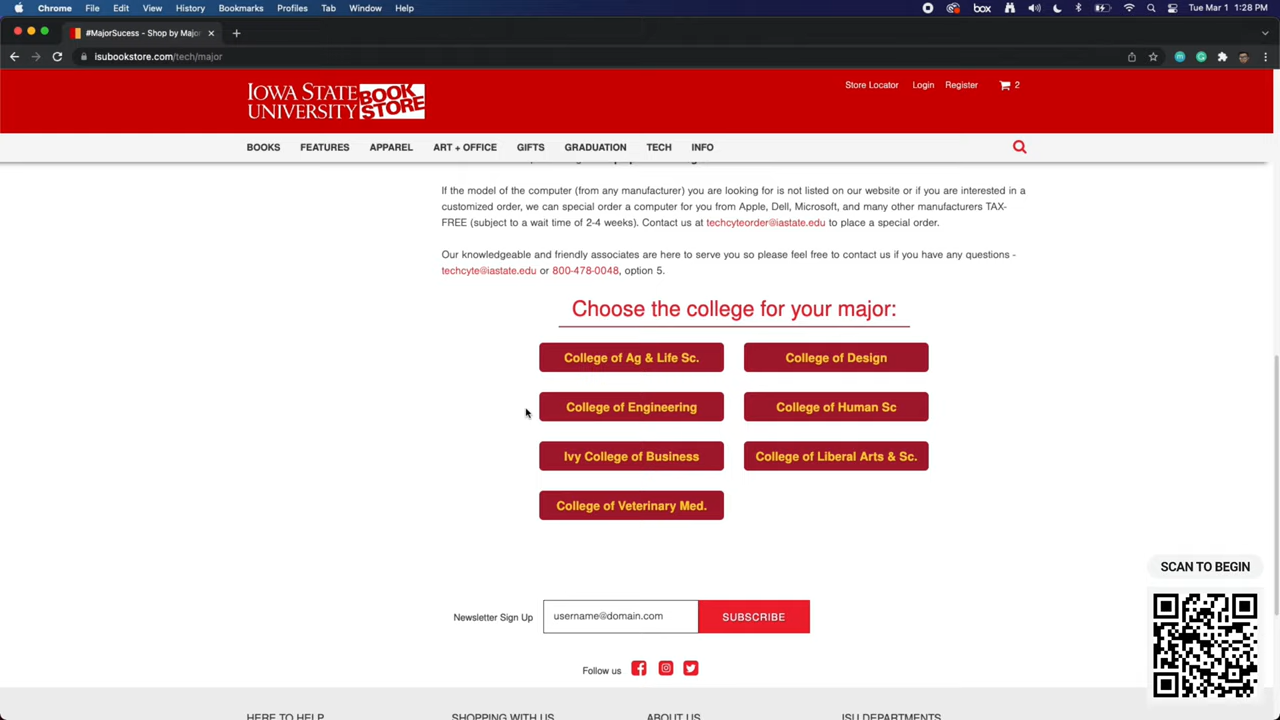 Chrome File Edit View History Bookmarks Profiles Tab Window Help
box Tue Mar 1 1:28 PM
#MajorSucess - Shop by Major
isubookstore.com/tech/major
IOWA STATE UNIVERSITY BOOK STORE
Store Locator Login Register 2
BOOKS FEATURES APPAREL ART + OFFICE GIFTS GRADUATION TECH INFO
If the model of the computer (from any manufacturer) you are looking for is not listed on our website or if you are interested in a
customized order, we can special order a computer for you from Apple, Dell, Microsoft, and many other manufacturers TAX-
FREE (subject to a wait time of 2-4 weeks). Contact us at techcyteorder@iastate.edu to place a special order.
Our knowledgeable and friendly associates are here to serve you so please feel free to contact us if you have any questions -
techcyte@iastate.edu or 800-478-0048, option 5.
Choose the college for your major:
College of Ag & Life Sc. College of Design
College of Engineering College of Human Sc
Ivy College of Business College of Liberal Arts & Sc.
College of Veterinary Med.
SCAN TO BEGIN
Newsletter Sign Up username@domain.com SUBSCRIBE
Follow us
HERE TO HELP SHOPPING WITH US ABOUT US ISU DEPARTMENTS